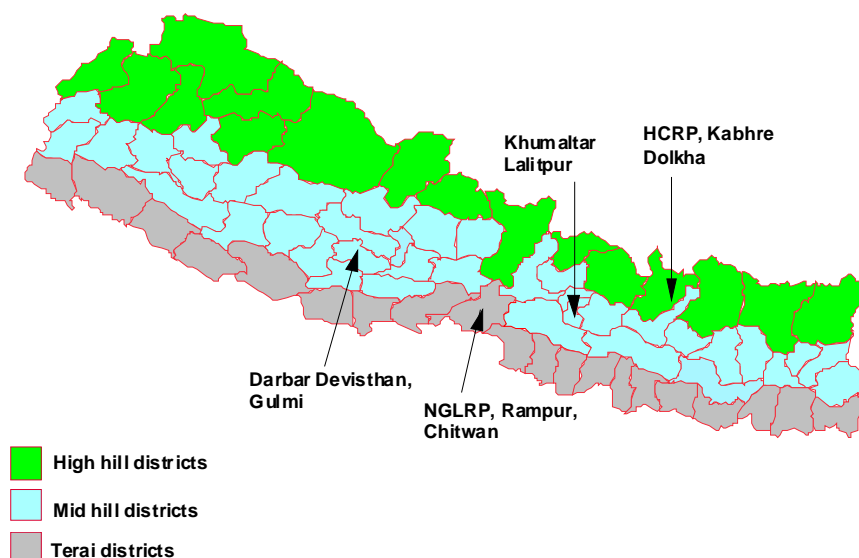 Khumaltar
Lalitpur
HCRP, Kabhre
Dolkha
Darbar Devisthan,
Gulmi
NGLRP, Rampur,
Chitwan
High hill districts
Mid hill districts
Terai districts